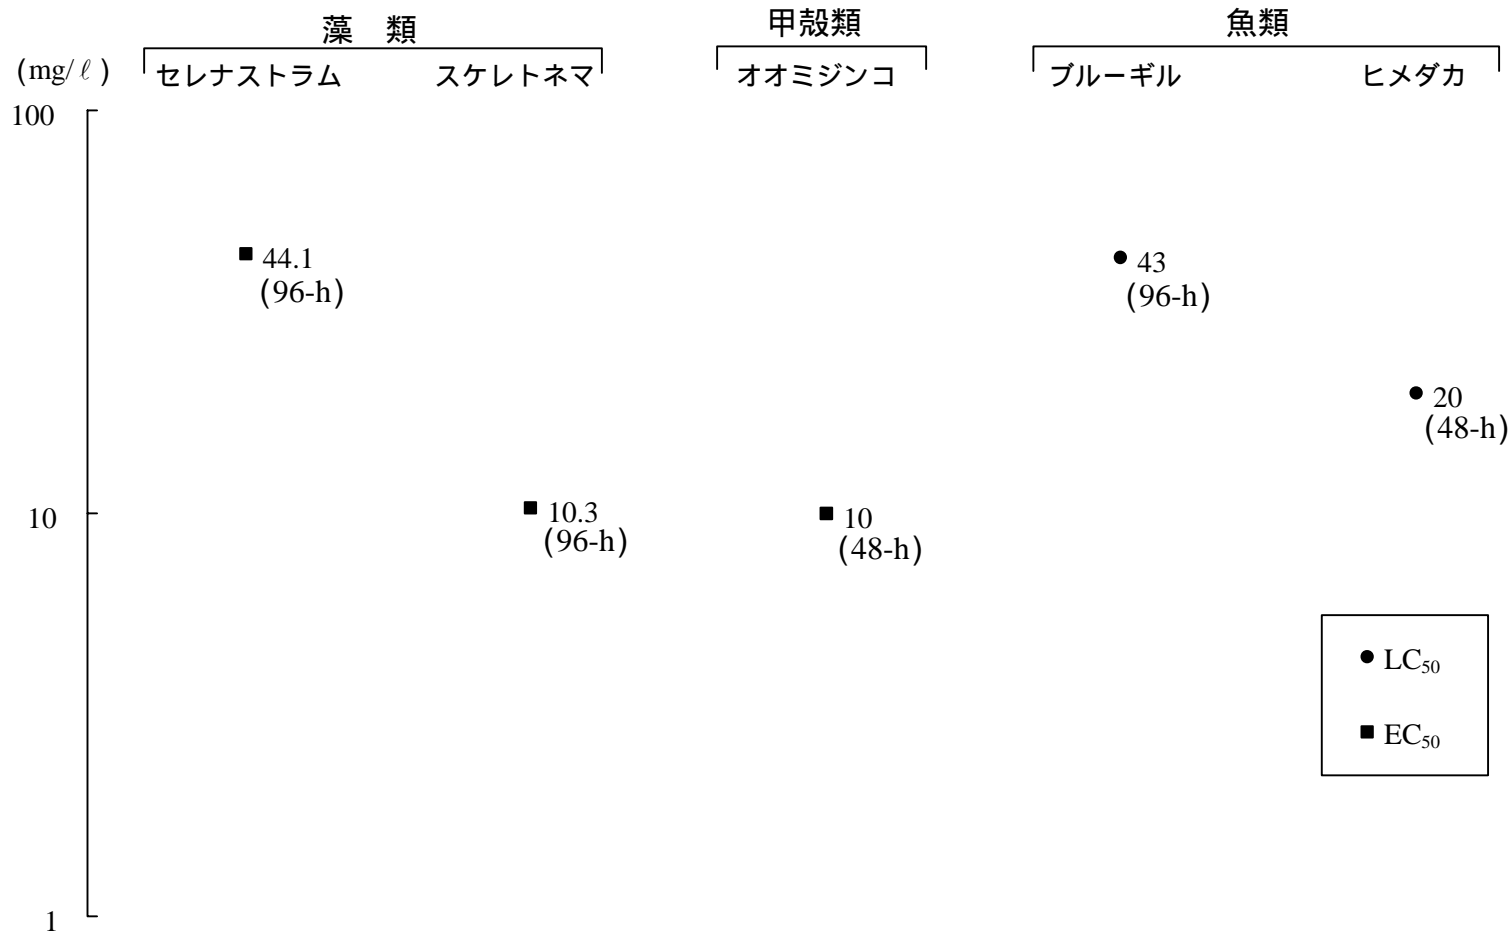 藻　類
甲殻類
魚類
(mg/ℓ)
セレナストラム
スケレトネマ
オオミジンコ
ブルーギル
ヒメダカ
100
44.1
(96-h)
43
(96-h)
20
(48-h)
10
10.3
(96-h)
10
(48-h)
LC₅₀
EC₅₀
1